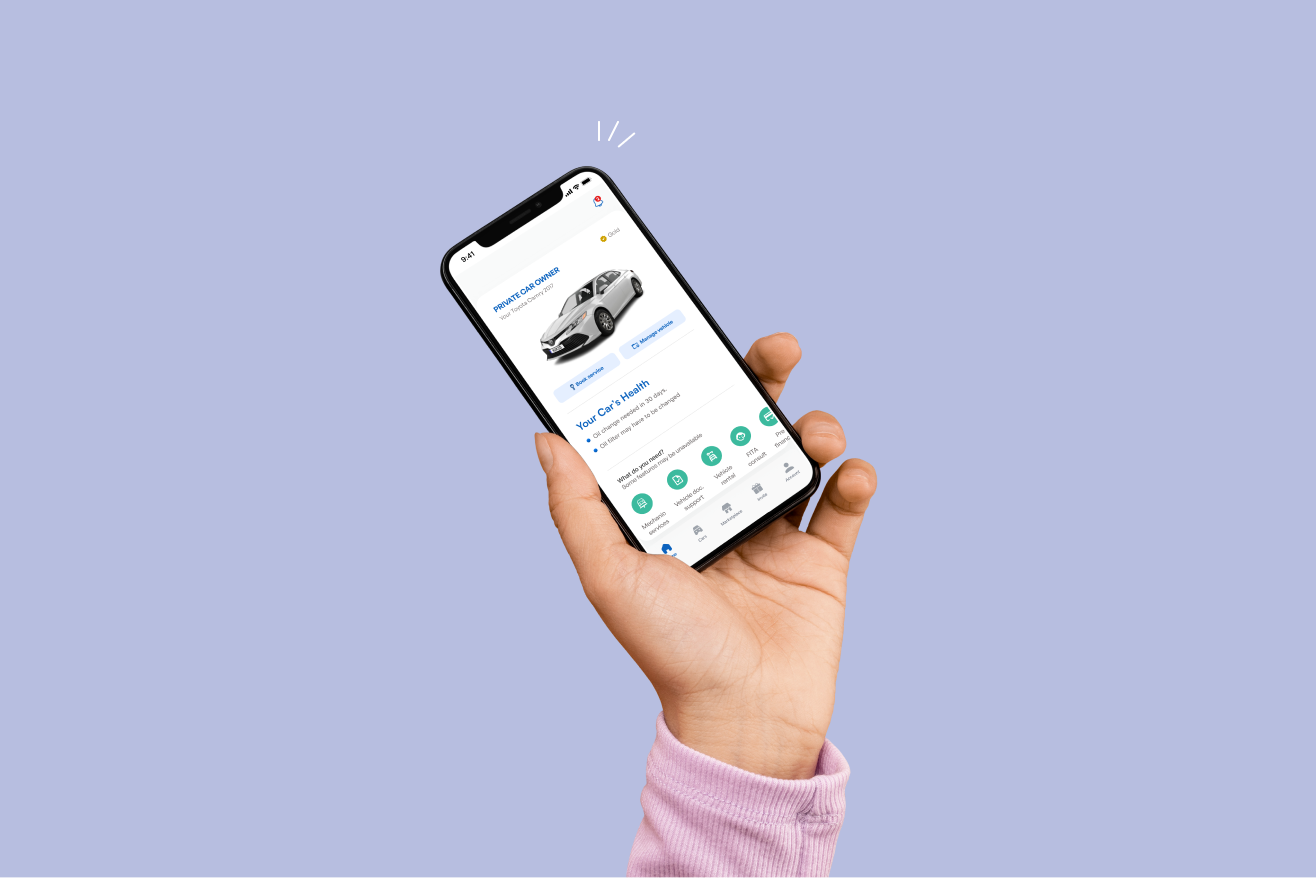 9:41
Gold
PRIVATE CAR OWNER
Your Toyota Camry 2017
Book service
Manage vehicle
Your Car's Health
Oil change needed in 30 days.
Oil filter may have to be changed
What do you need?
Some features may be unavailable
Mechanic
services
Vehicle doc.
support
Vehicle
rental
FITA
consult
Pre
financ
Cars
Marketplace
Invite
Account